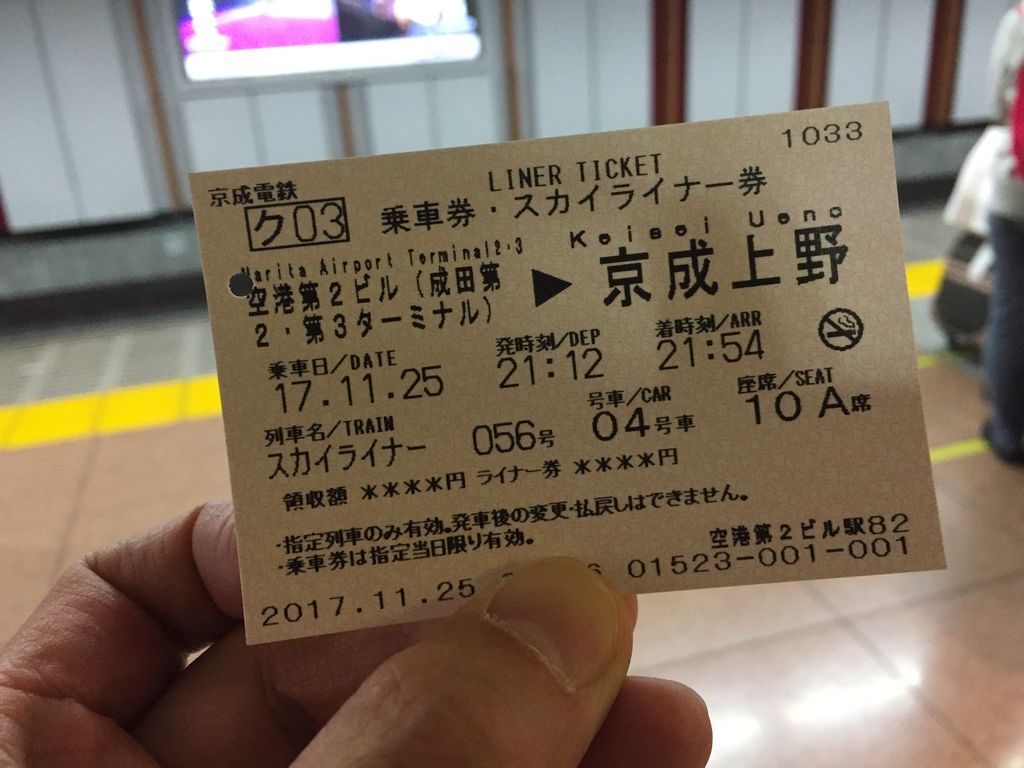 1033
京成電鉄
LINER TICKET
ク03 乗車券・スカイライナー券
Narita Airport Terminal2・3 Keisei Ueno
空港第2ビル(成田第
2・第3ターミナル) ▶ 京成上野
乗車日/DATE 発時刻/DEP 着時刻/ARR
17.11.25 21:12 21:54
列車名/TRAIN 号車/CAR 座席/SEAT
スカイライナー 056号 04号車 10 A席
領収額 ****円 ライナー券 ****円
・指定列車のみ有効。発車後の変更・払戻しはできません。
・乗車券は指定当日限り有効。
空港第2ビル駅82
2017.11.25 01523-001-001